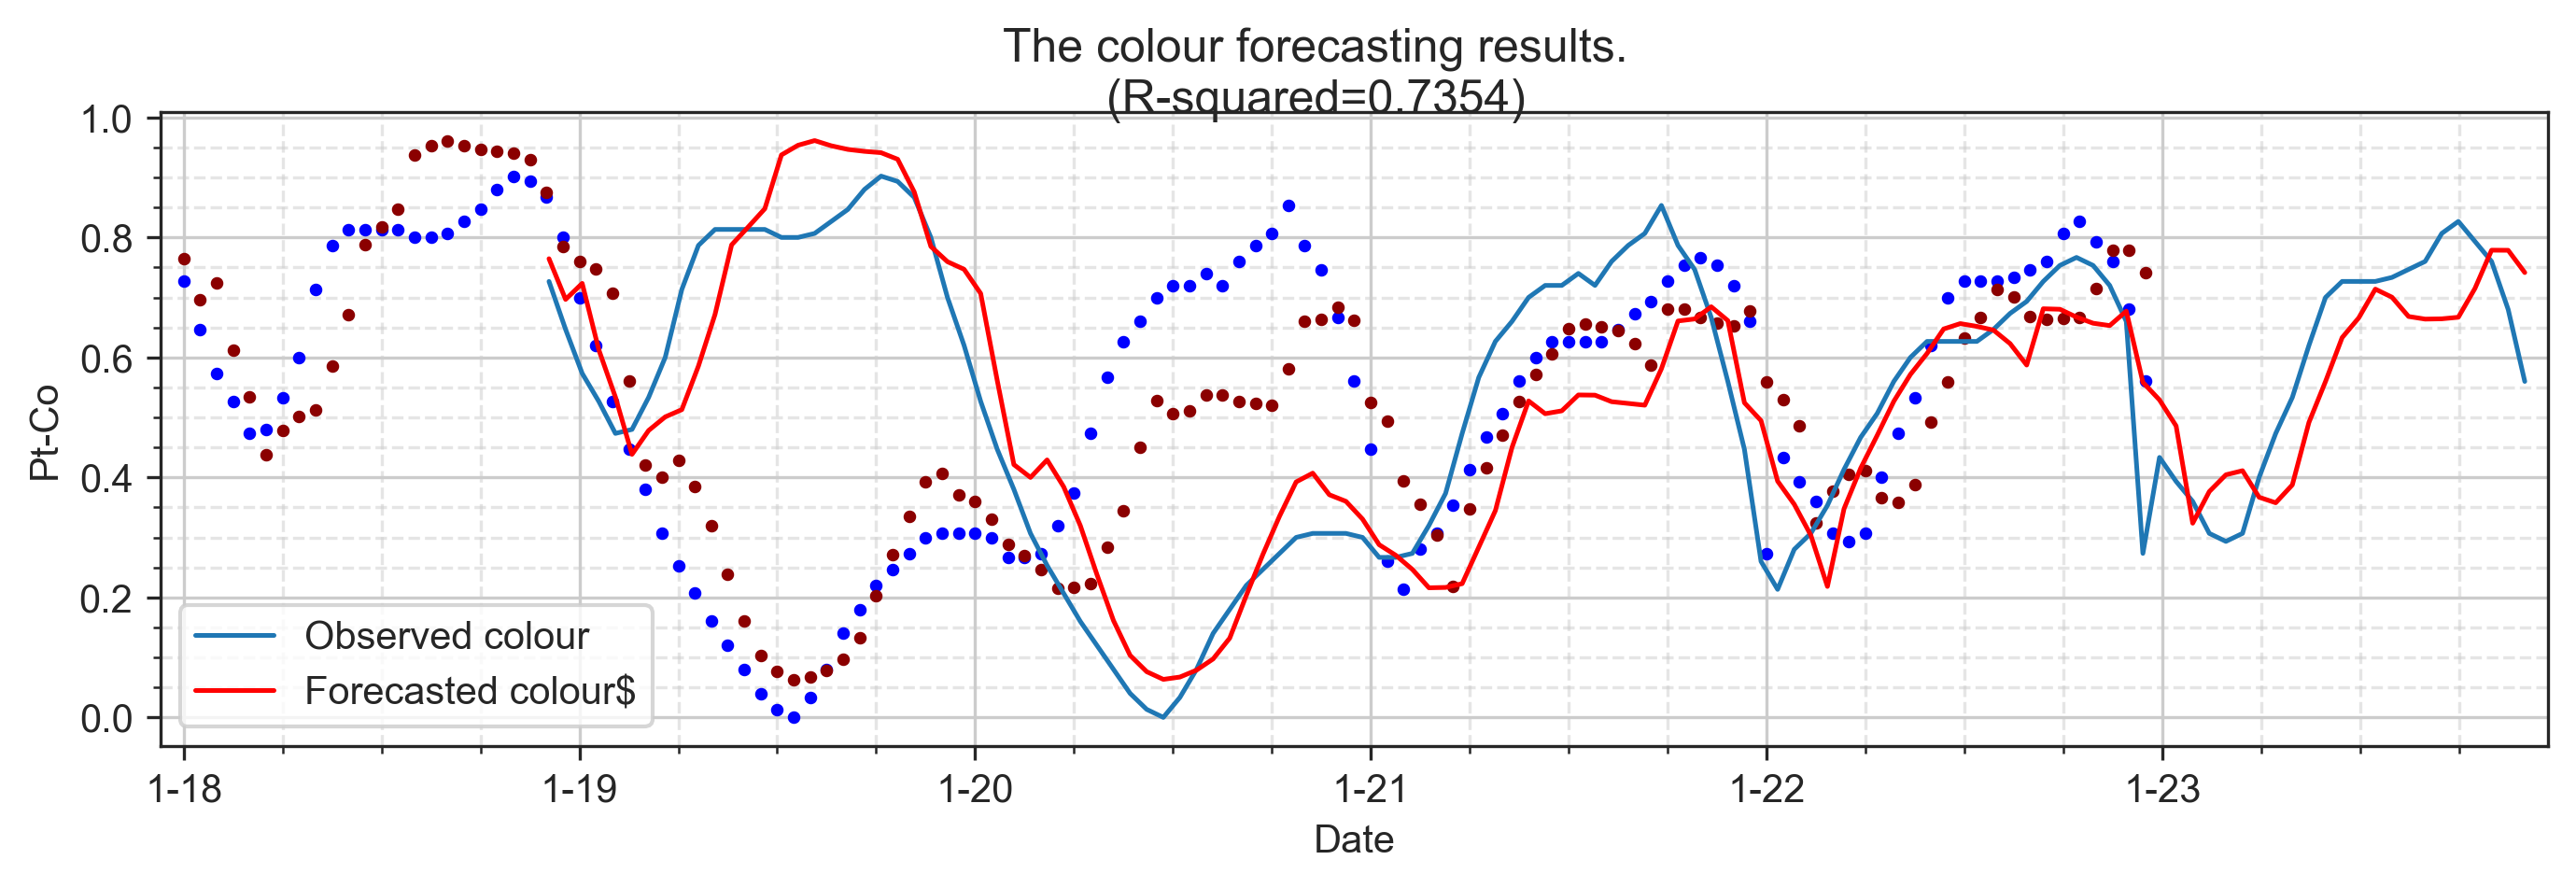 The colour forecasting results.
(R-squared=0.7354)
1.0
0.8
0.6
0.4
0.2
0.0
Pt-Co
Observed colour
Forecasted colour$
1-18
1-19
1-20
1-21
1-22
1-23
Date